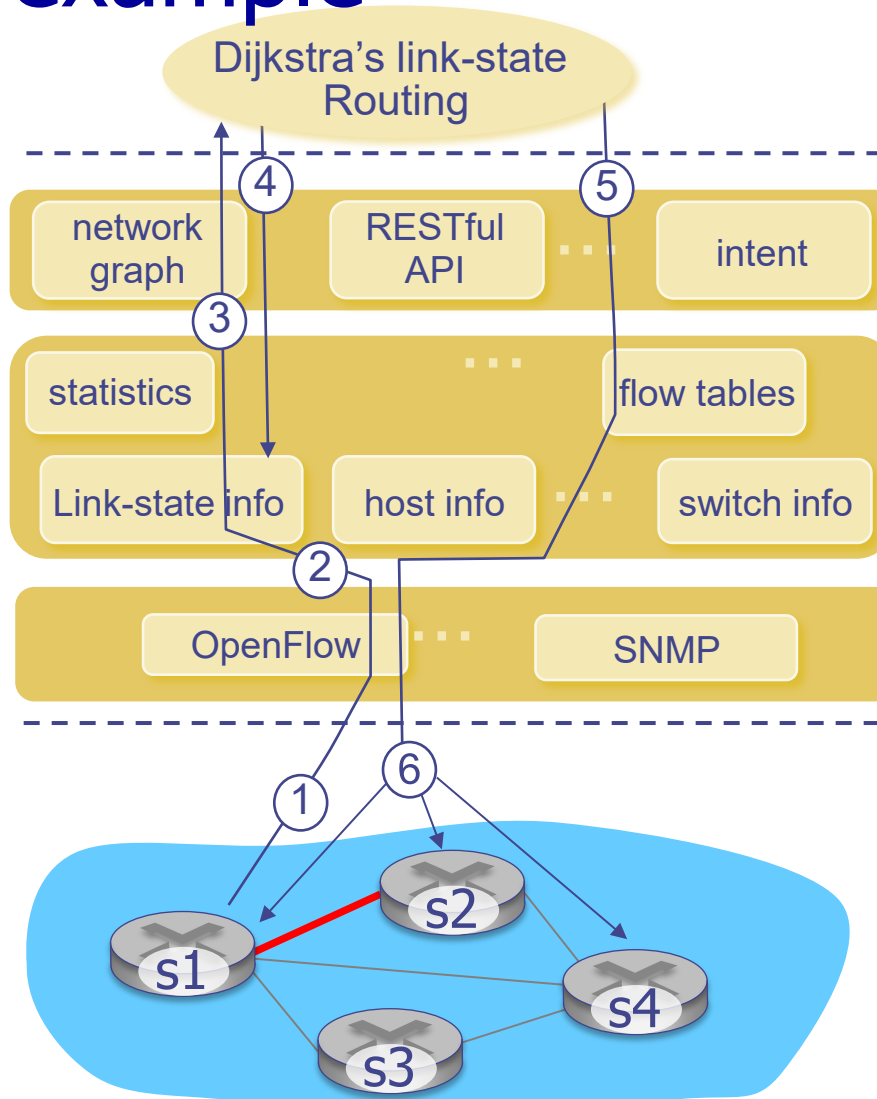 example
Dijkstra's link-state
Routing
4
5
network
graph
RESTful
API
...
intent
3
statistics
...
flow tables
Link-state info
host info
...
switch info
2
OpenFlow
...
SNMP
1
6
s2
s1
s4
s3